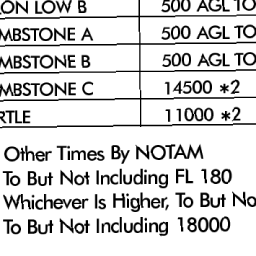 ON LOW B 500 AGL TO
MBSTONE A 500 AGL TO
MBSTONE B 500 AGL TO
MBSTONE C 14500 *2
RTLE 11000 *2
Other Times By NOTAM
To But Not Including FL 180
Whichever Is Higher, To But No
To But Not Including 18000